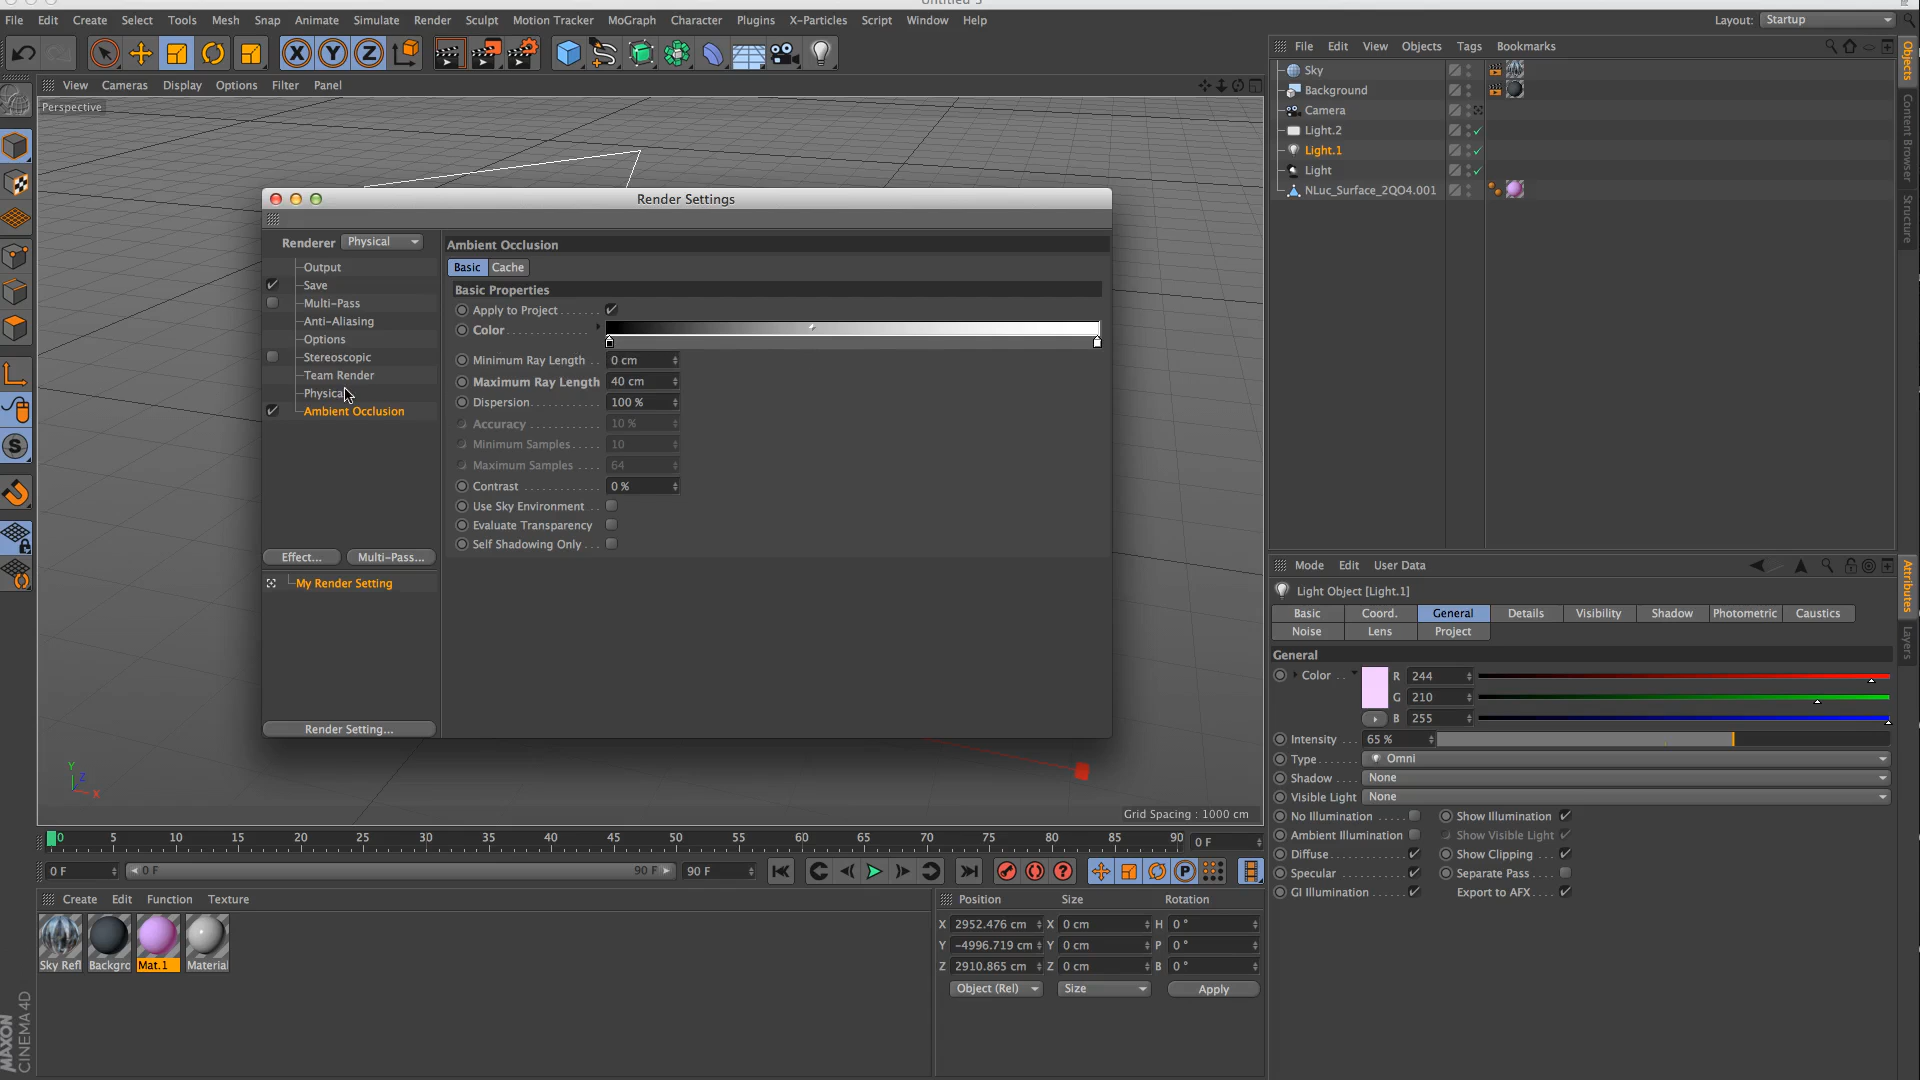 File Edit Create Select Tools Mesh Snap Animate Simulate Render Sculpt Motion Tracker MoGraph Character Plugins X-Particles Script Window Help
Layout: Startup
X Y Z
View Cameras Display Options Filter Panel
Perspective
Render Settings
Renderer Physical
Output
Save
Multi-Pass
Anti-Aliasing
Options
Stereoscopic
Team Render
Physical
Ambient Occlusion
Effect... Multi-Pass...
My Render Setting
Render Setting...
Ambient Occlusion
Basic Cache
Basic Properties
Apply to Project
Color
Minimum Ray Length 0 cm
Maximum Ray Length 40 cm
Dispersion 100 %
Accuracy 10 %
Minimum Samples 10
Maximum Samples 64
Contrast 0 %
Use Sky Environment
Evaluate Transparency
Self Shadowing Only
Y Z X
Grid Spacing : 1000 cm
0 5 10 15 20 25 30 35 40 45 50 55 60 65 70 75 80 85 90 0 F
0 F 0 F 90 F 90 F
Create Edit Function Texture
Sky Refl Backgro Mat.1 Material
MAXON
CINEMA 4D
Position Size Rotation
X 2952.476 cm X 0 cm H 0 °
Y -4996.719 cm Y 0 cm P 0 °
Z 2910.865 cm Z 0 cm B 0 °
Object (Rel) Size Apply
File Edit View Objects Tags Bookmarks
Sky
Background
Camera
Light.2
Light.1
Light
NLuc_Surface_2QO4.001
Objects
Content Browser
Structure
Mode Edit User Data
Light Object [Light.1]
Basic Coord. General Details Visibility Shadow Photometric Caustics
Noise Lens Project
General
Color R 244
G 210
B 255
Intensity 65 %
Type Omni
Shadow None
Visible Light None
No Illumination Show Illumination
Ambient Illumination Show Visible Light
Diffuse Show Clipping
Specular Separate Pass
GI Illumination Export to AFX
Attributes
Layers